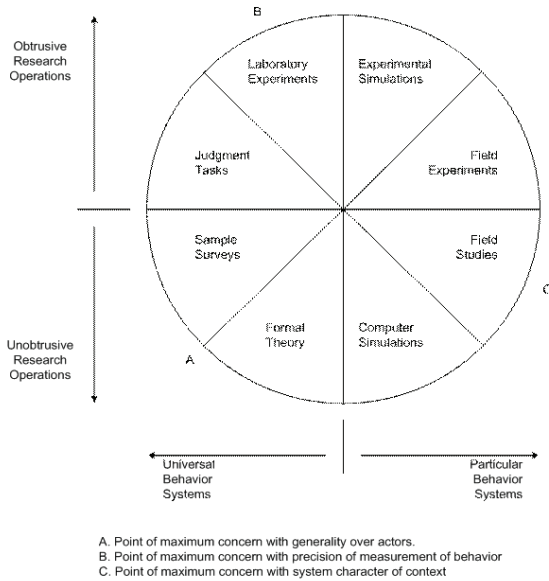 B
Obtrusive
Research
Operations
Laboratory
Experiments
Experimental
Simulations
Judgment
Tasks
Field
Experiments
Sample
Surveys
Field
Studies
C
Unobtrusive
Research
Operations
A
Formal
Theory
Computer
Simulations
Universal
Behavior
Systems
Particular
Behavior
Systems
A. Point of maximum concern with generality over actors.
B. Point of maximum concern with precision of measurement of behavior
C. Point of maximum concern with system character of context